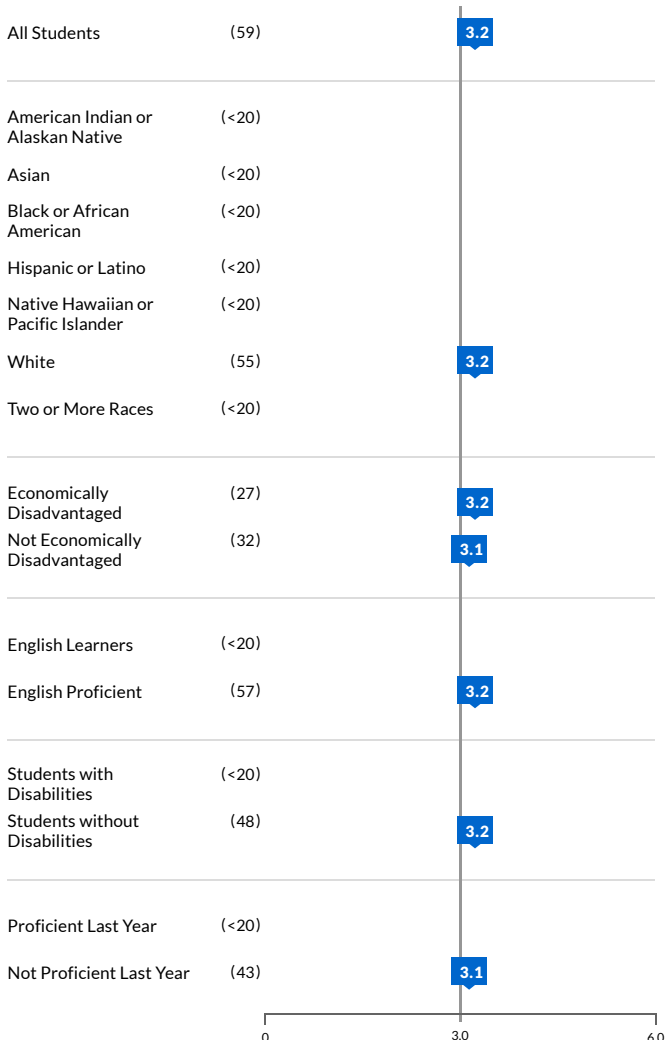 All Students (59) 3.2
American Indian or (<20)
Alaskan Native
Asian (<20)
Black or African (<20)
American
Hispanic or Latino (<20)
Native Hawaiian or (<20)
Pacific Islander
White (55) 3.2
Two or More Races (<20)
Economically (27) 3.2
Disadvantaged
Not Economically (32) 3.1
Disadvantaged
English Learners (<20)
English Proficient (57) 3.2
Students with (<20)
Disabilities
Students without (48) 3.2
Disabilities
Proficient Last Year (<20)
Not Proficient Last Year (43) 3.1
0 3.0 6.0